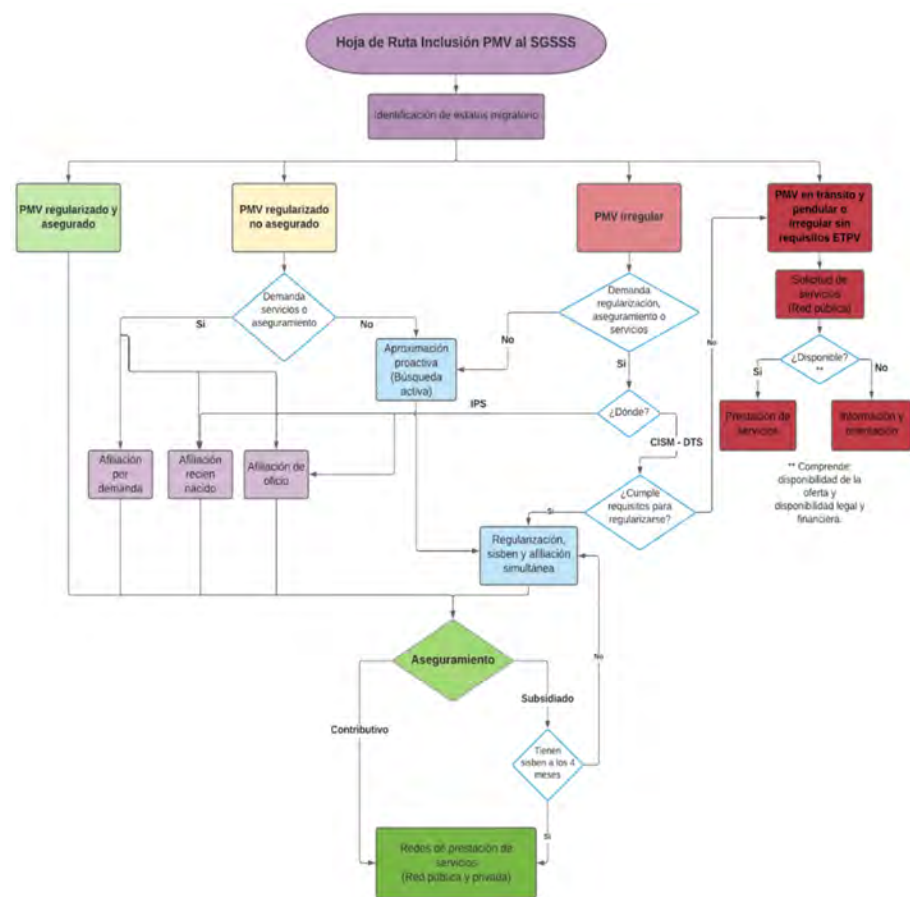 Hoja de Ruta Inclusión PMV al SGSSS
Identificación de estatus migratorio
PMV regularizado y
asegurado
PMV regularizado
no asegurado
PMV irregular
PMV en tránsito y
pendular o
irregular sin
requisitos ETPV
Demanda
servicios o
aseguramiento
Si
No
Demanda
regularización,
aseguramiento o
servicios
No
Si
Solicitud de
servicios
(Red pública)
¿Disponible?
**
Si
No
Prestación de
servicios
Información y
orientación
** Comprende:
disponibilidad de la
oferta y
disponibilidad legal y
financiera.
Aproximación
proactiva
(Búsqueda
activa)
IPS
¿Dónde?
CISM - DTS
No
Afiliación
por
demanda
Afiliación
recien
nacido
Afiliación de
oficio
¿Cumple
requisitos para
regularizarse?
Si
Regularización,
sisben y afiliación
simultánea
Aseguramiento
Contributivo
Subsidiado
No
Tienen
sisben a los 4
meses
Si
Redes de prestación de
servicios
(Red pública y privada)